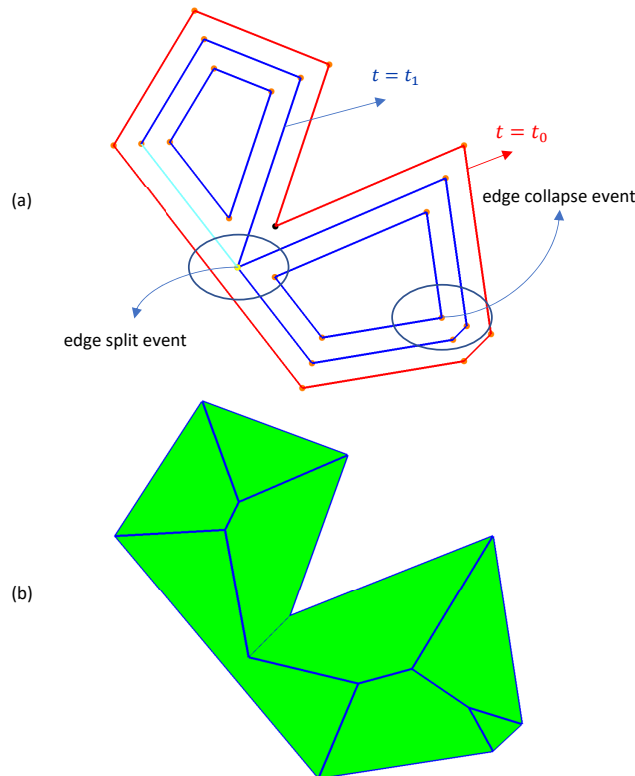 t = t₁
t = t₀
edge collapse event
(a)
edge split event
(b)